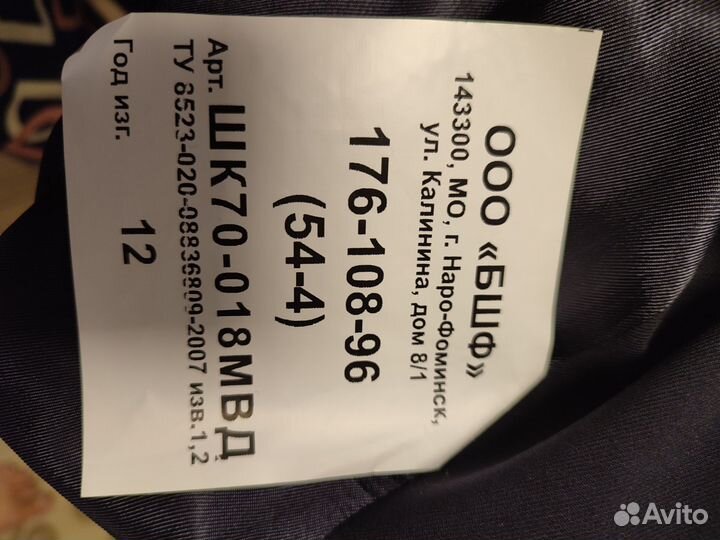 ООО «БШФ»
143300, МО, г. Наро-Фоминск,
ул. Калинина, дом 8/1
176-108-96
(54-4)
Арт. ШК70-018МВД
ТУ 8523-020-08836809-2007 изв.1,2
Год изг. 12
Avito